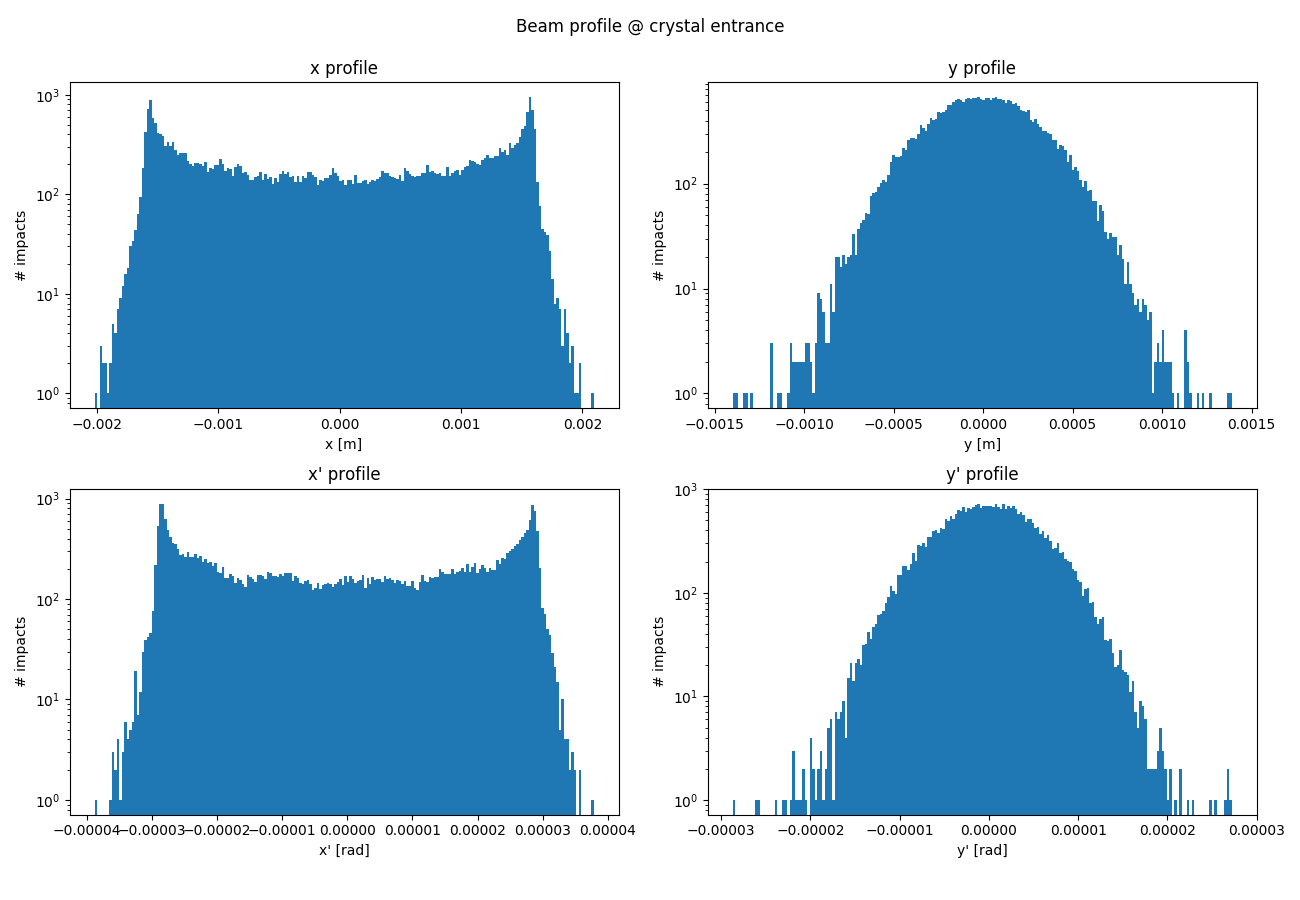 Beam profile @ crystal entrance
x profile
# impacts
10³
10²
10¹
10⁰
−0.002 −0.001 0.000 0.001 0.002
x [m]
y profile
# impacts
10²
10¹
10⁰
−0.0015 −0.0010 −0.0005 0.0000 0.0005 0.0010 0.0015
y [m]
x' profile
# impacts
10³
10²
10¹
10⁰
−0.00004 −0.00003 −0.00002 −0.00001 0.00000 0.00001 0.00002 0.00003 0.00004
x' [rad]
y' profile
# impacts
10³
10²
10¹
10⁰
−0.00003 −0.00002 −0.00001 0.00000 0.00001 0.00002 0.00003
y' [rad]